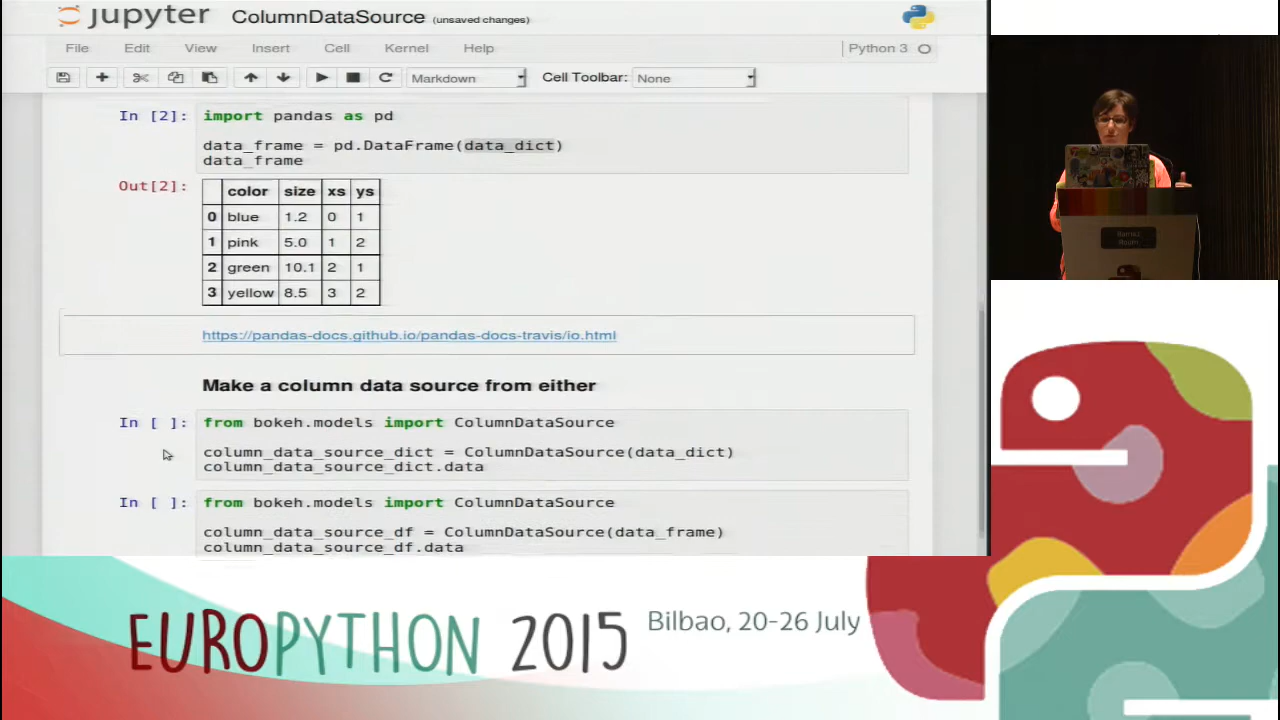 jupyter ColumnDataSource (unsaved changes)
File Edit View Insert Cell Kernel Help Python 3
Markdown Cell Toolbar: None
In [2]: import pandas as pd
data_frame = pd.DataFrame(data_dict)
data_frame
Out[2]:
color size xs ys
0 blue 1.2 0 1
1 pink 5.0 1 2
2 green 10.1 2 1
3 yellow 8.5 3 2
https://pandas-docs.github.io/pandas-docs-travis/io.html
Make a column data source from either
In [ ]: from bokeh.models import ColumnDataSource
column_data_source_dict = ColumnDataSource(data_dict)
column_data_source_dict.data
In [ ]: from bokeh.models import ColumnDataSource
column_data_source_df = ColumnDataSource(data_frame)
column_data_source_df.data
EUROPYTHON 2015 Bilbao, 20-26 July